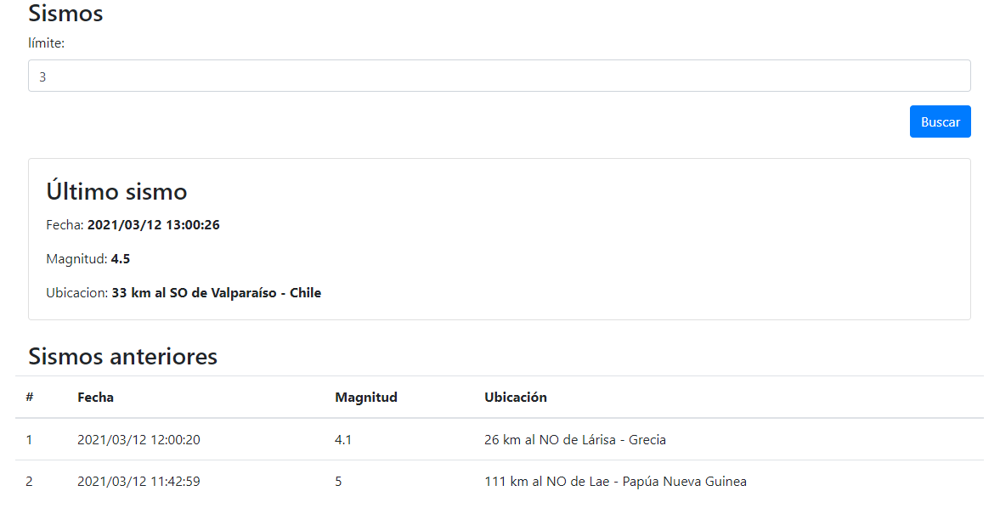 Sismos
límite:
3
Buscar
Último sismo
Fecha: 2021/03/12 13:00:26
Magnitud: 4.5
Ubicacion: 33 km al SO de Valparaíso - Chile
Sismos anteriores
# Fecha Magnitud Ubicación
1 2021/03/12 12:00:20 4.1 26 km al NO de Lárisa - Grecia
2 2021/03/12 11:42:59 5 111 km al NO de Lae - Papúa Nueva Guinea